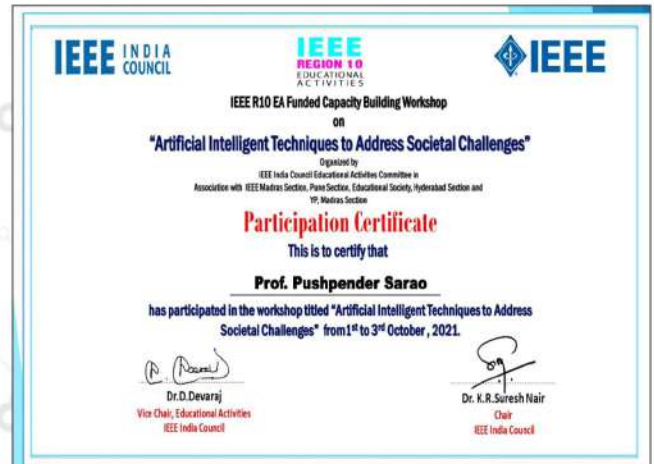 IEEE INDIA COUNCIL
IEEE
REGION 10
EDUCATIONAL
ACTIVITIES
IEEE
IEEE R10 EA Funded Capacity Building Workshop
on
"Artificial Intelligent Techniques to Address Societal Challenges"
Organized by
IEEE India Council Educational Activities Committee in
Association with IEEE Madras Section, Pune Section, Educational Society, Hyderabad Section and
YP, Madras Section
Participation Certificate
This is to certify that
Prof. Pushpender Sarao
has participated in the workshop titled "Artificial Intelligent Techniques to Address
Societal Challenges" from 1st to 3rd October, 2021.
Dr.D.Devaraj
Vice Chair, Educational Activities
IEEE India Council
Dr. K.R.Suresh Nair
Chair
IEEE India Council